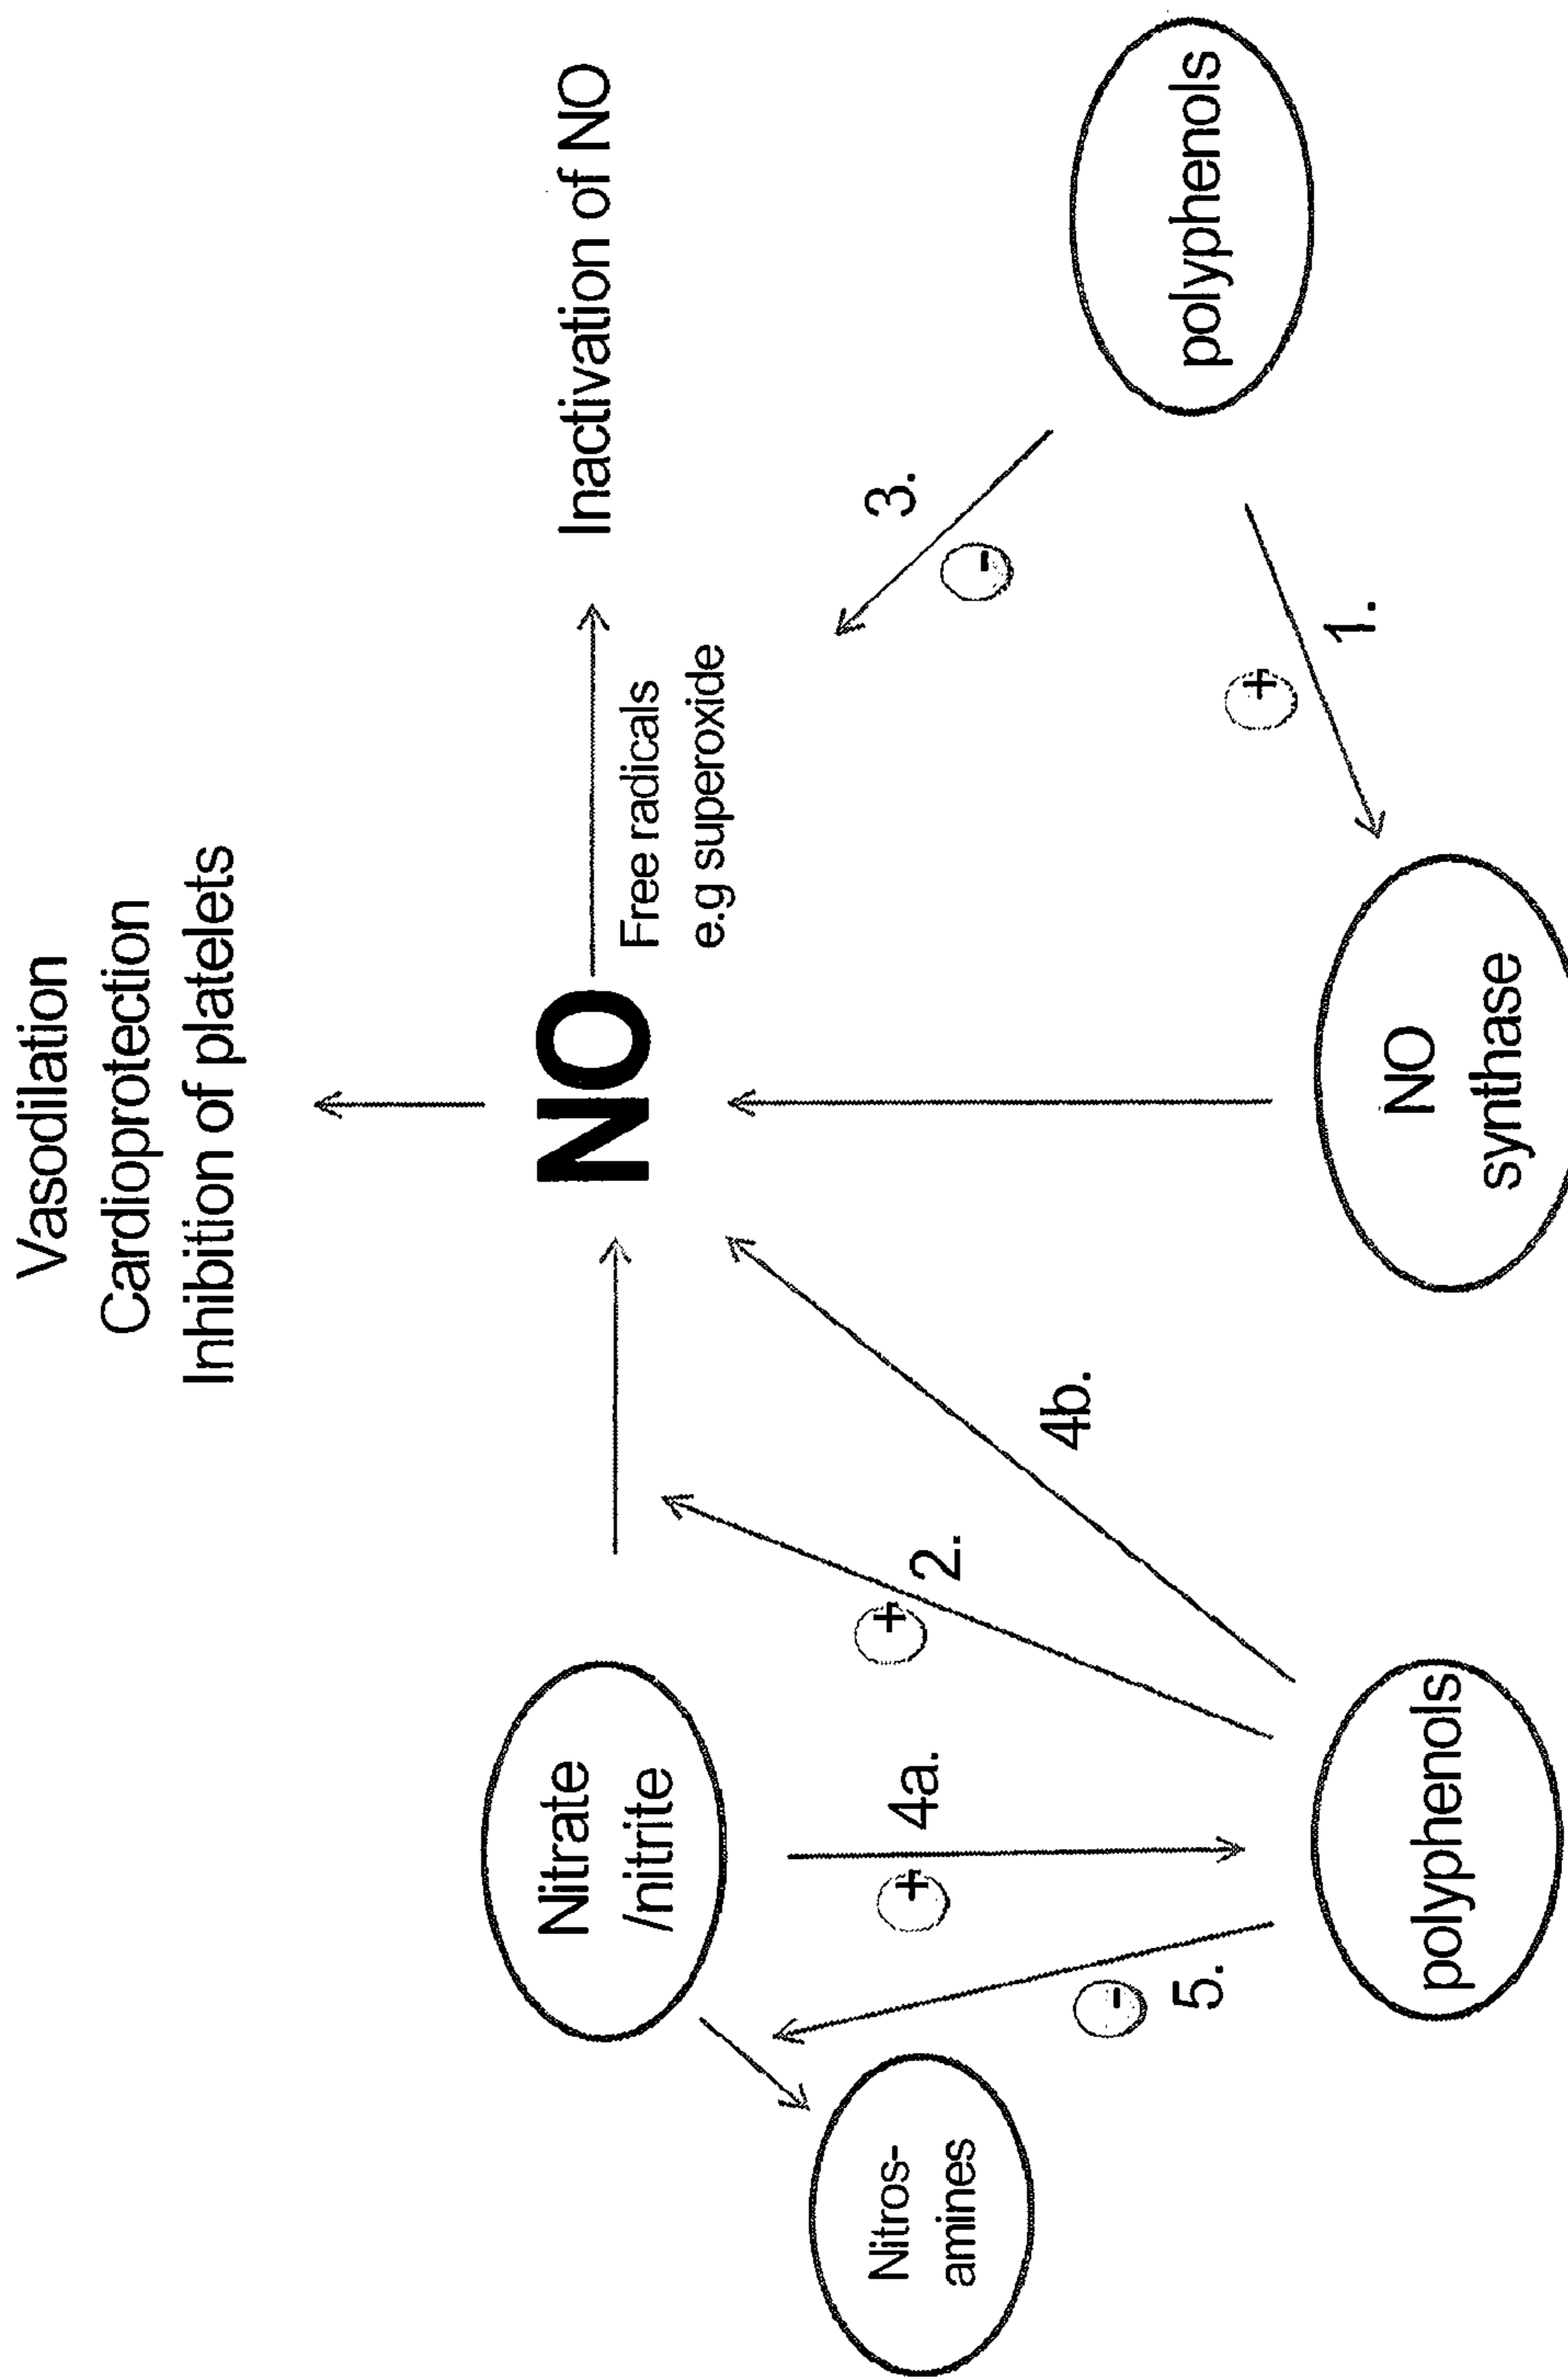 Vasodilation
Cardioprotection
Inhibition of platelets
Nitrate
/nitrite
NO
Inactivation of NO
Free radicals
e.g superoxide
Nitros-
amines
+
4a.
+
2.
-
3.
-
5.
4b.
+
1.
polyphenols
polyphenols
NO
synthase